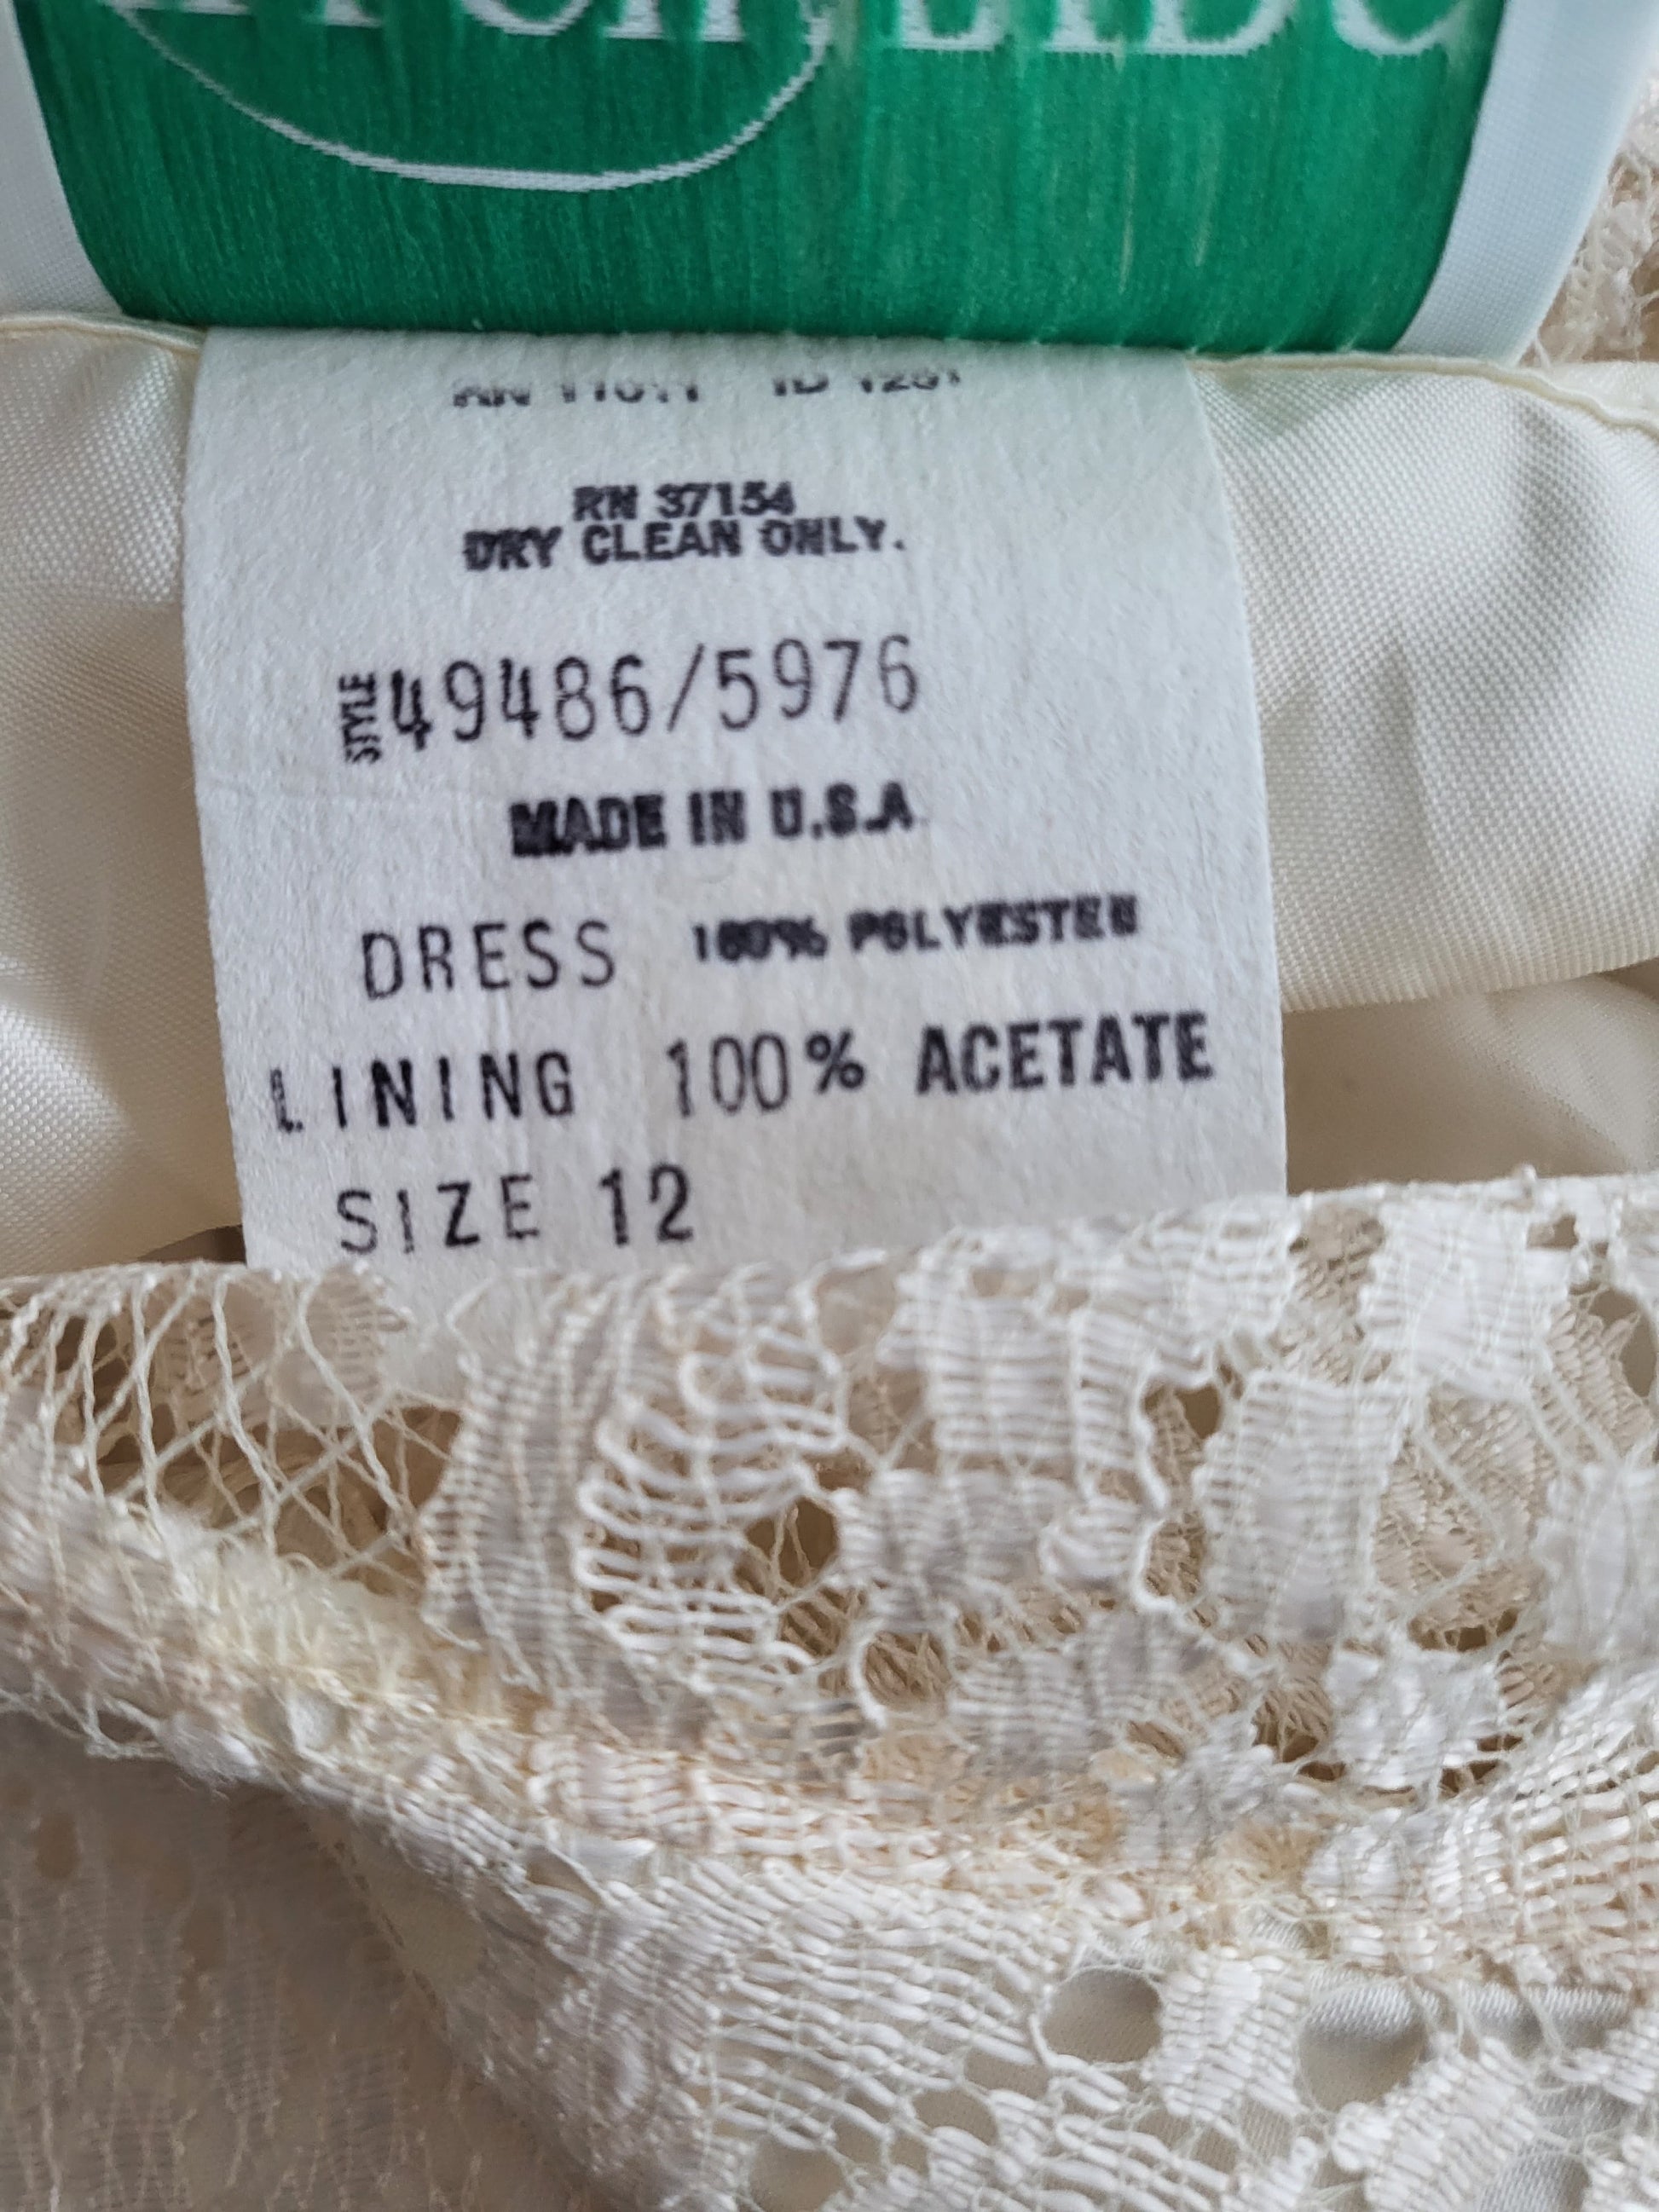 RN 37154
DRY CLEAN ONLY.
STYLE 49486/5976
MADE IN U.S.A.
DRESS 100% POLYESTER
LINING 100% ACETATE
SIZE 12